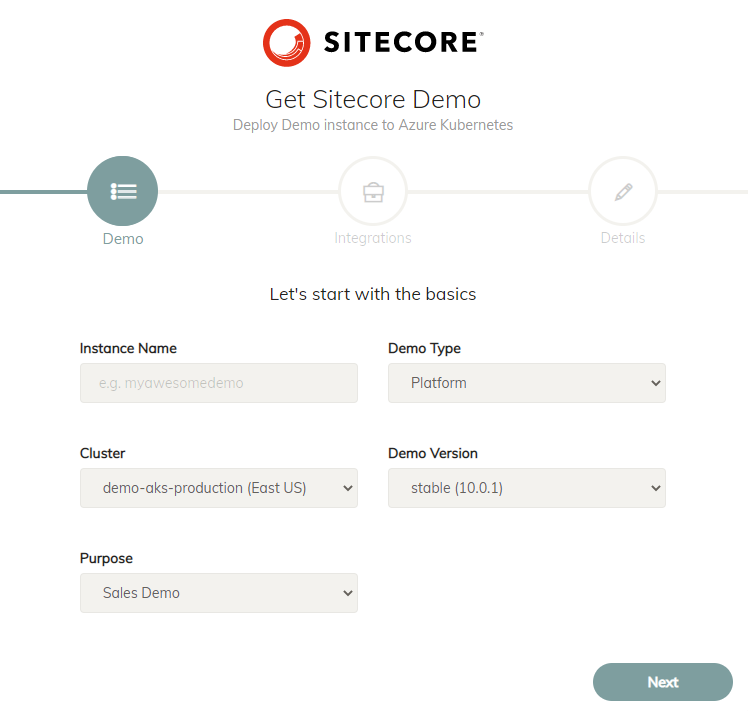 SITECORE
Get Sitecore Demo
Deploy Demo instance to Azure Kubernetes
Demo
Integrations
Details
Let's start with the basics
Instance Name
Demo Type
e.g. myawesomedemo
Platform
Cluster
Demo Version
demo-aks-production (East US)
stable (10.0.1)
Purpose
Sales Demo
Next